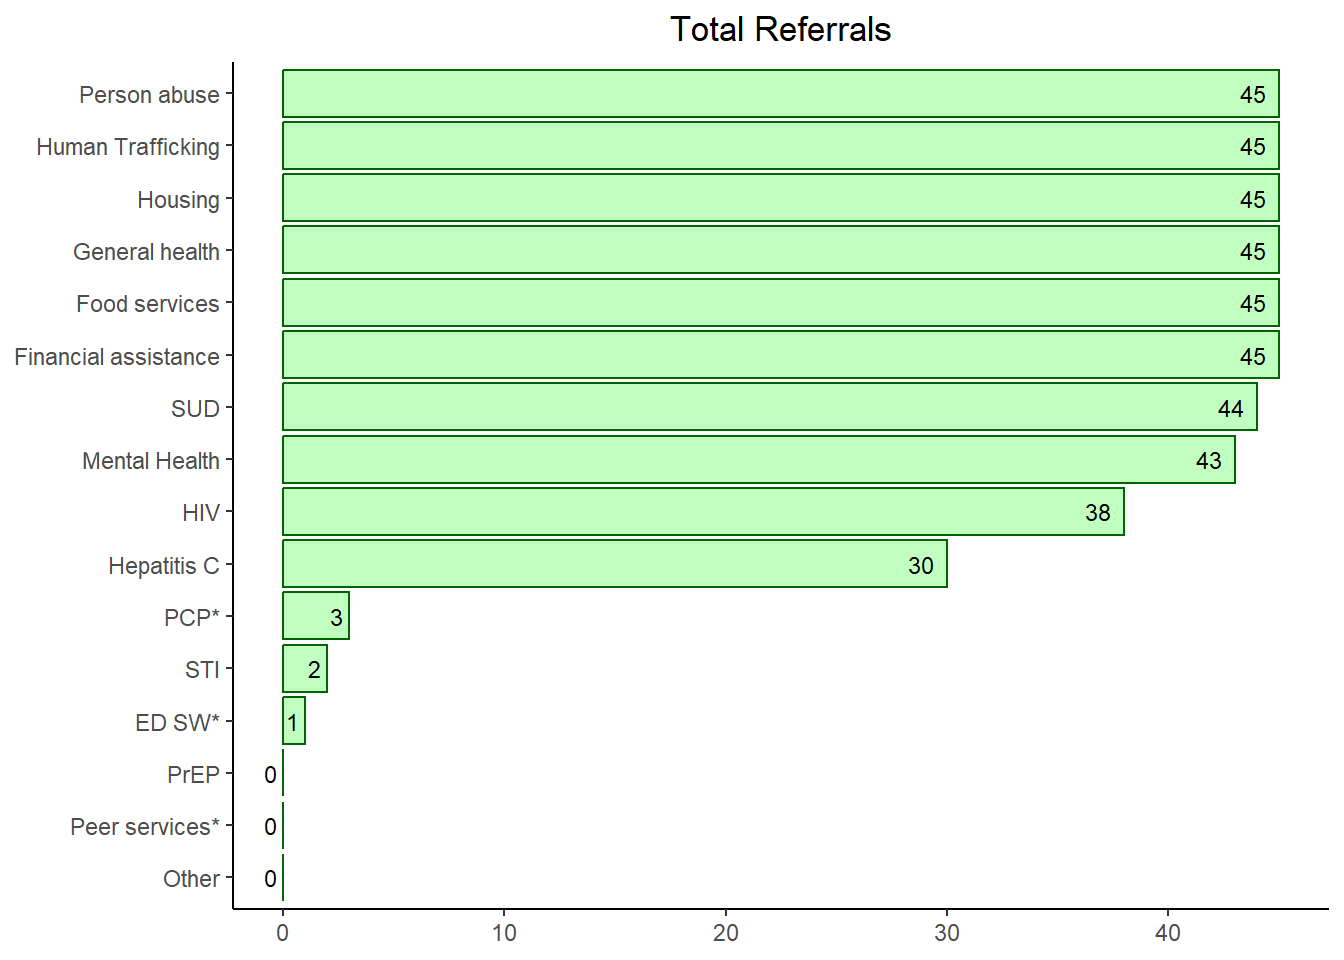 Total Referrals
Person abuse 45
Human Trafficking 45
Housing 45
General health 45
Food services 45
Financial assistance 45
SUD 44
Mental Health 43
HIV 38
Hepatitis C 30
PCP* 3
STI 2
ED SW* 1
PrEP 0
Peer services* 0
Other 0
0 10 20 30 40